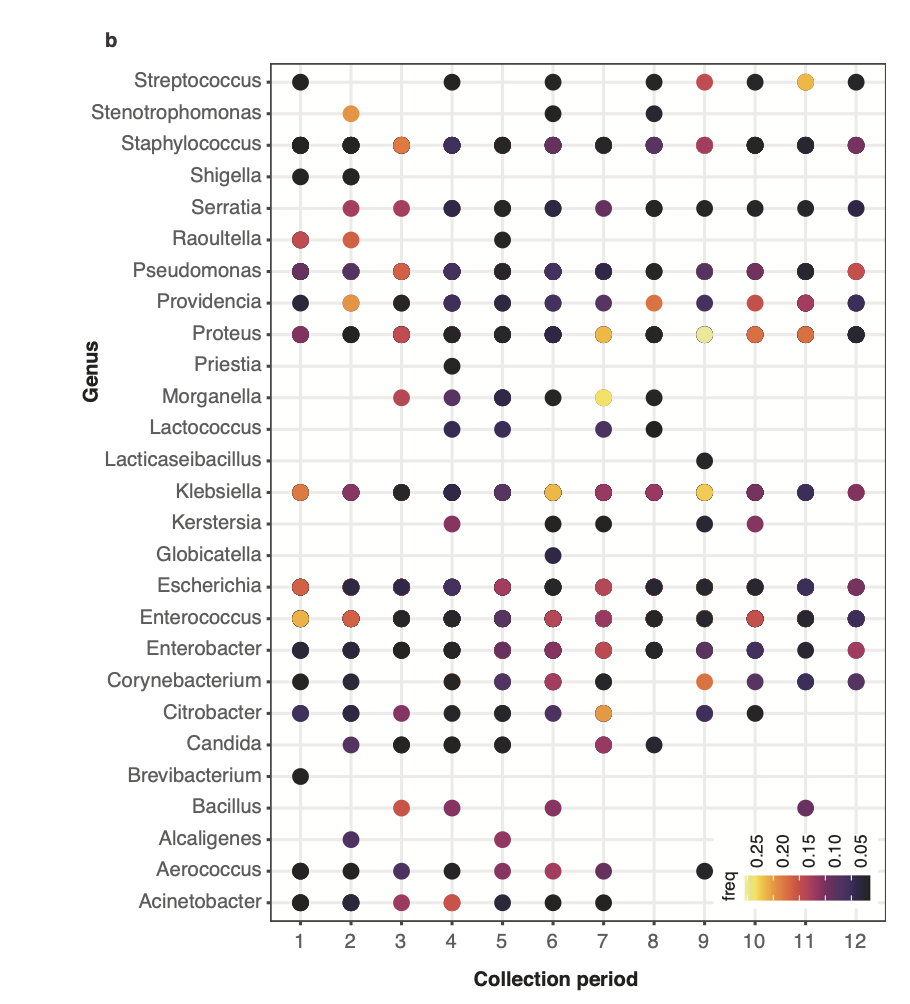 b
Genus
Streptococcus
Stenotrophomonas
Staphylococcus
Shigella
Serratia
Raoultella
Pseudomonas
Providencia
Proteus
Priestia
Morganella
Lactococcus
Lacticaseibacillus
Klebsiella
Kerstersia
Globicatella
Escherichia
Enterococcus
Enterobacter
Corynebacterium
Citrobacter
Candida
Brevibacterium
Bacillus
Alcaligenes
Aerococcus
Acinetobacter
freq
0.25 0.20 0.15 0.10 0.05
1 2 3 4 5 6 7 8 9 10 11 12
Collection period